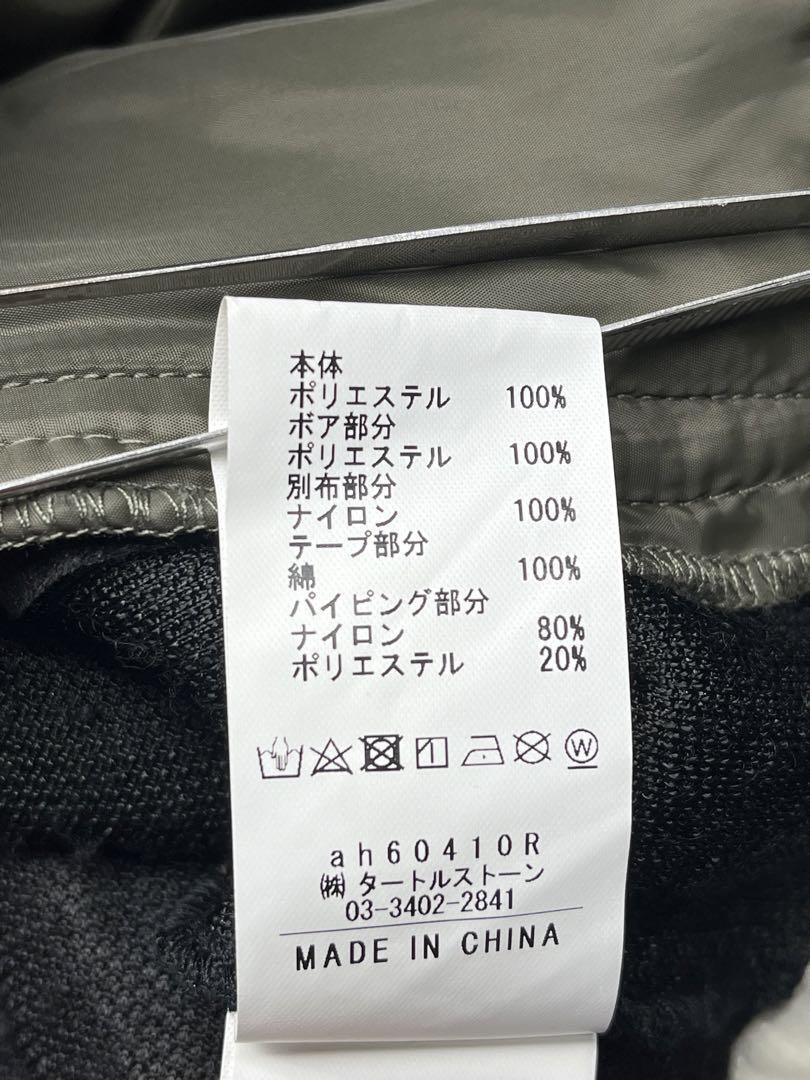 本体
ポリエステル 100%
ボア部分
ポリエステル 100%
別布部分
ナイロン 100%
テープ部分
綿 100%
パイピング部分
ナイロン 80%
ポリエステル 20%
W
ah60410R
㈱ タートルストーン
03-3402-2841
MADE IN CHINA